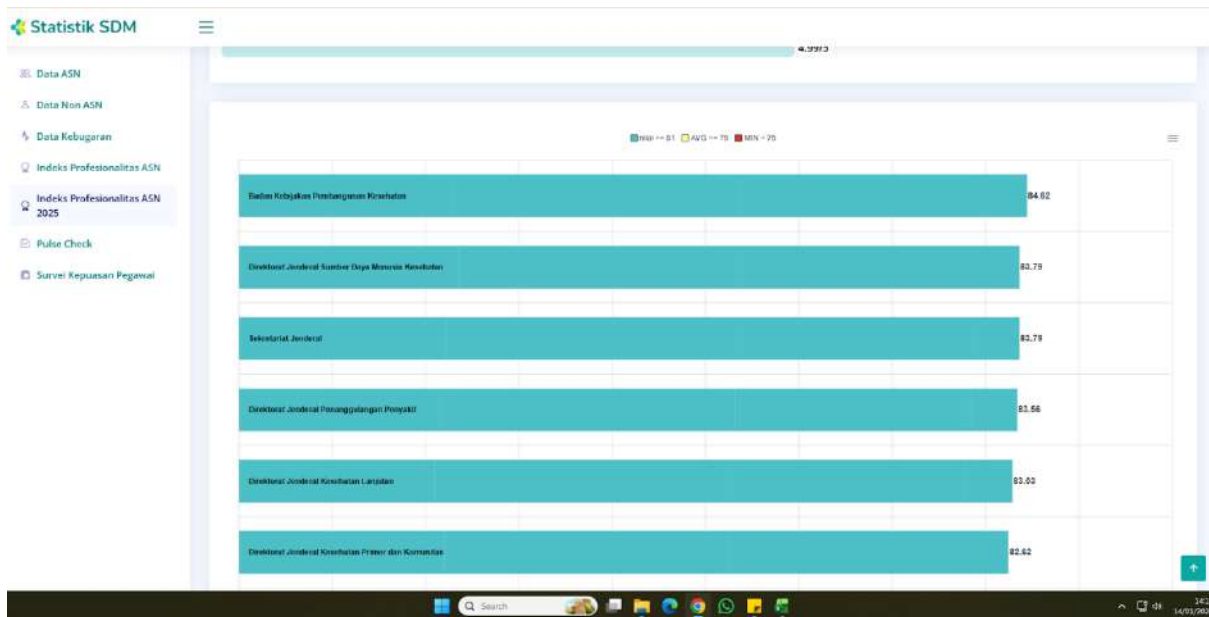 Statistik SDM
4.9975
Data ASN
Data Non ASN
Data Kebugaran
Indeks Profesionalitas ASN
Indeks Profesionalitas ASN
2025
Pulse Check
Survei Kepuasan Pegawai
Badan Kebijakan Pembangunan Kesehatan
84.62
Direktorat Jenderal Sumber Daya Manusia Kesehatan
83.79
Sekretariat Jenderal
83.79
Direktorat Jenderal Penanggulangan Penyakit
83.56
Direktorat Jenderal Kesehatan Lanjutan
83.03
Direktorat Jenderal Kesehatan Primer dan Komunitas
82.62
Search